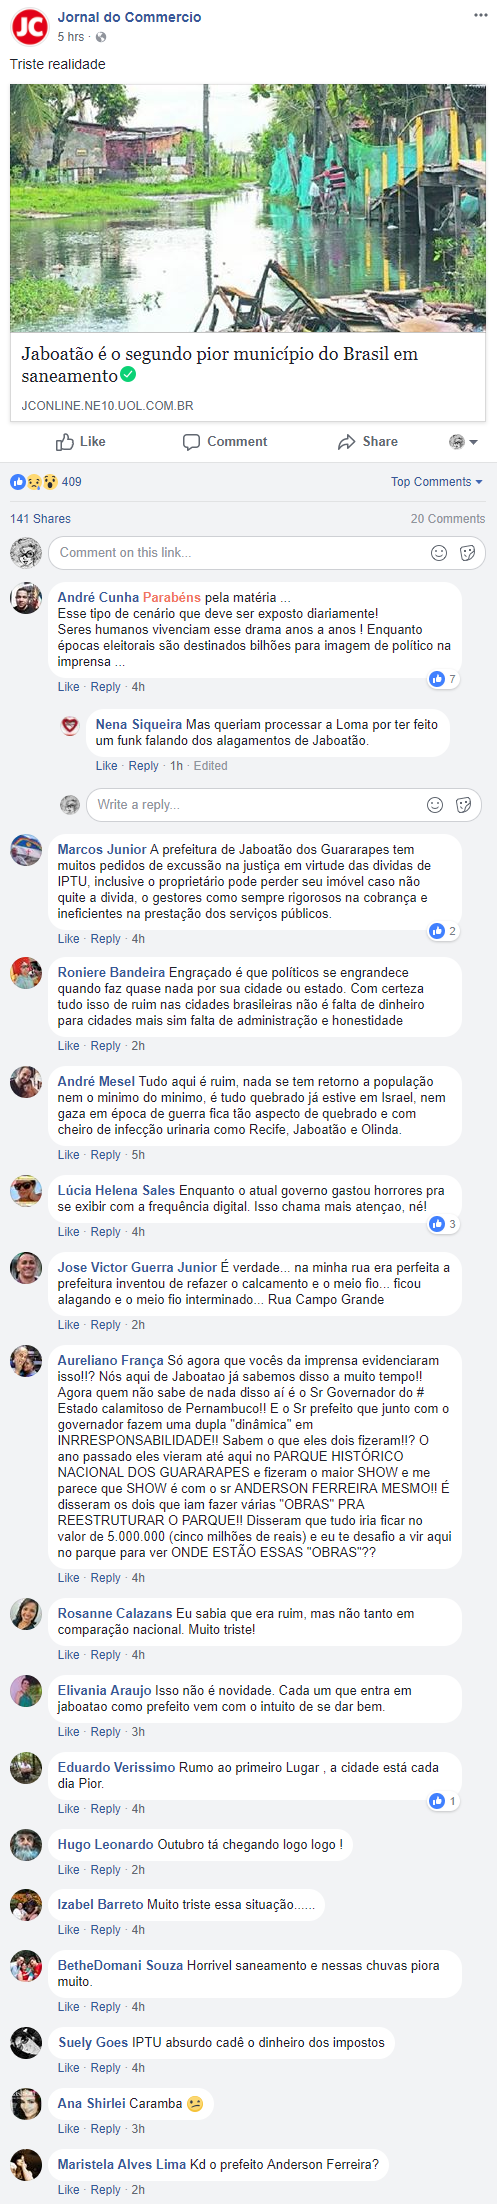 JC
Jornal do Commercio
5 hrs ·
Triste realidade
Jaboatão é o segundo pior município do Brasil em
saneamento
JCONLINE.NE10.UOL.COM.BR
Like Comment Share
409 Top Comments
141 Shares 20 Comments
Comment on this link...
André Cunha Parabéns pela matéria ...
Esse tipo de cenário que deve ser exposto diariamente!
Seres humanos vivenciam esse drama anos a anos ! Enquanto
épocas eleitorais são destinados bilhões para imagem de político na
imprensa ...
7
Like · Reply · 4h
Nena Siqueira Mas queriam processar a Loma por ter feito
um funk falando dos alagamentos de Jaboatão.
Like · Reply · 1h · Edited
Write a reply...
Marcos Junior A prefeitura de Jaboatão dos Guararapes tem
muitos pedidos de excussão na justiça em virtude das dividas de
IPTU, inclusive o proprietário pode perder seu imóvel caso não
quite a divida, o gestores como sempre rigorosos na cobrança e
ineficientes na prestação dos serviços públicos.
2
Like · Reply · 4h
Roniere Bandeira Engraçado é que políticos se engrandece
quando faz quase nada por sua cidade ou estado. Com certeza
tudo isso de ruim nas cidades brasileiras não é falta de dinheiro
para cidades mais sim falta de administração e honestidade
Like · Reply · 2h
André Mesel Tudo aqui é ruim, nada se tem retorno a população
nem o minimo do minimo, é tudo quebrado já estive em Israel, nem
gaza em época de guerra fica tão aspecto de quebrado e com
cheiro de infecção urinaria como Recife, Jaboatão e Olinda.
Like · Reply · 5h
Lúcia Helena Sales Enquanto o atual governo gastou horrores pra
se exibir com a frequência digital. Isso chama mais atençao, né!
3
Like · Reply · 4h
Jose Victor Guerra Junior É verdade... na minha rua era perfeita a
prefeitura inventou de refazer o calcamento e o meio fio... ficou
alagando e o meio fio interminado... Rua Campo Grande
Like · Reply · 2h
Aureliano França Só agora que vocês da imprensa evidenciaram
isso!!? Nós aqui de Jaboatao já sabemos disso a muito tempo!!
Agora quem não sabe de nada disso aí é o Sr Governador do #
Estado calamitoso de Pernambuco!! E o Sr prefeito que junto com o
governador fazem uma dupla "dinâmica" em
INRRESPONSABILIDADE!! Sabem o que eles dois fizeram!!? O
ano passado eles vieram até aqui no PARQUE HISTÓRICO
NACIONAL DOS GUARARAPES e fizeram o maior SHOW e me
parece que SHOW é com o sr ANDERSON FERREIRA MESMO!! É
disseram os dois que iam fazer várias "OBRAS" PRA
REESTRUTURAR O PARQUE!! Disseram que tudo iria ficar no
valor de 5.000.000 (cinco milhões de reais) e eu te desafio a vir aqui
no parque para ver ONDE ESTÃO ESSAS "OBRAS"??
Like · Reply · 4h
Rosanne Calazans Eu sabia que era ruim, mas não tanto em
comparação nacional. Muito triste!
Like · Reply · 4h
Elivania Araujo Isso não é novidade. Cada um que entra em
jaboatao como prefeito vem com o intuito de se dar bem.
Like · Reply · 3h
Eduardo Verissimo Rumo ao primeiro Lugar , a cidade está cada
dia Pior.
1
Like · Reply · 4h
Hugo Leonardo Outubro tá chegando logo logo !
Like · Reply · 2h
Izabel Barreto Muito triste essa situação......
Like · Reply · 4h
BetheDomani Souza Horrivel saneamento e nessas chuvas piora
muito.
Like · Reply · 4h
Suely Goes IPTU absurdo cadê o dinheiro dos impostos
Like · Reply · 4h
Ana Shirlei Caramba 😕
Like · Reply · 3h
Maristela Alves Lima Kd o prefeito Anderson Ferreira?
Like · Reply · 2h